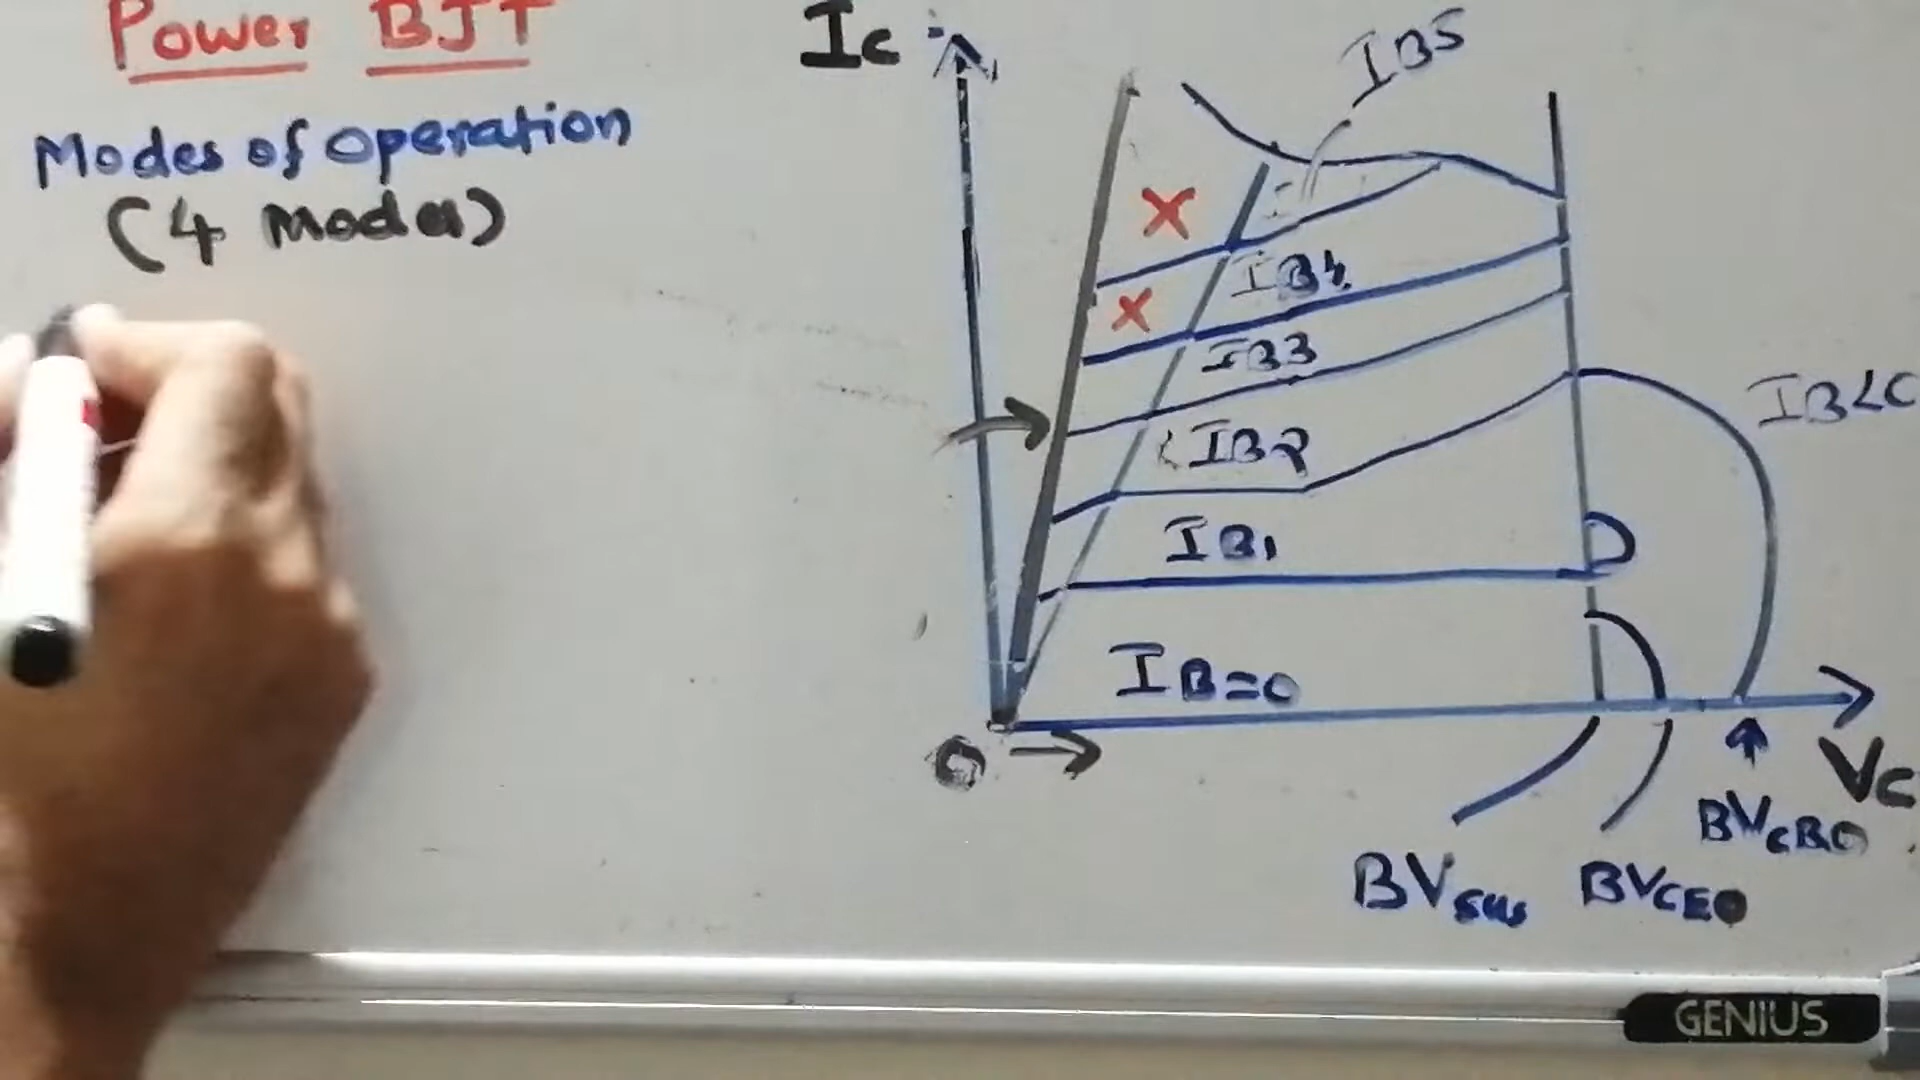 Power BJT
Modes of operation
(4 modes)
Ic
IB5
IB4
IB3
IB2
IB1
IB=0
IB<0
O
Vc
BVsus
BVCEO
BVCBO
GENIUS